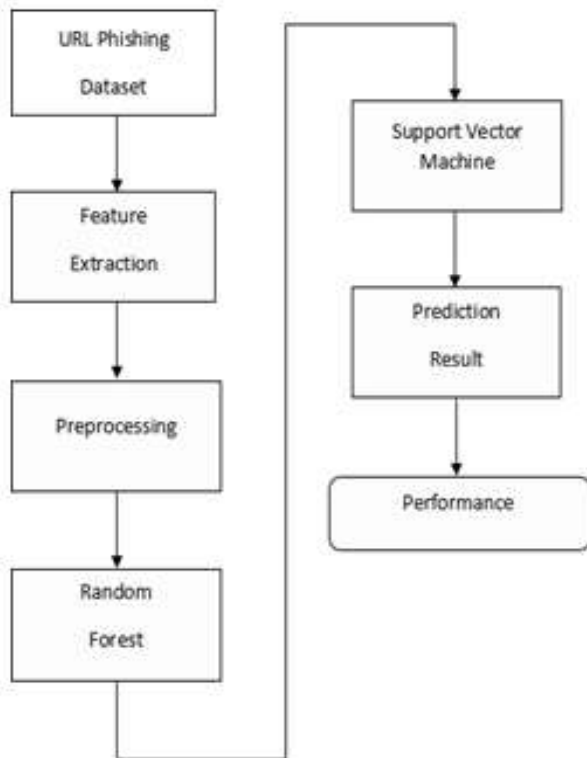 URL Phishing
Dataset
Feature
Extraction
Preprocessing
Random
Forest
Support Vector
Machine
Prediction
Result
Performance